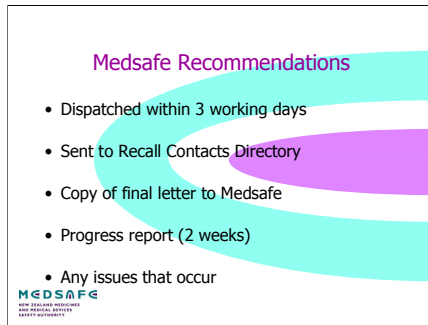 Medsafe Recommendations
• Dispatched within 3 working days
• Sent to Recall Contacts Directory
• Copy of final letter to Medsafe
• Progress report (2 weeks)
• Any issues that occur
MEDSAFE
NEW ZEALAND MEDICINES
AND MEDICAL DEVICES
SAFETY AUTHORITY